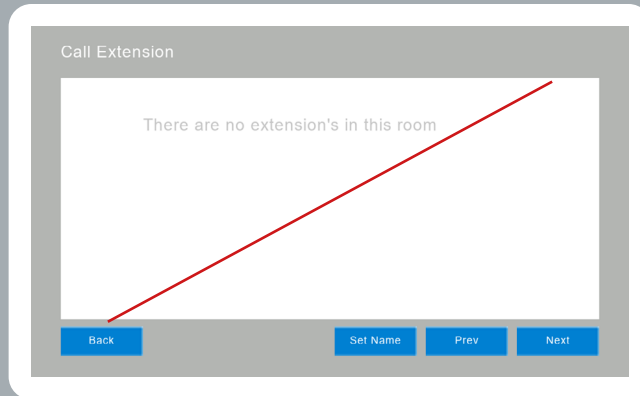 Call Extension
There are no extension's in this room
Back
Set Name
Prev
Next